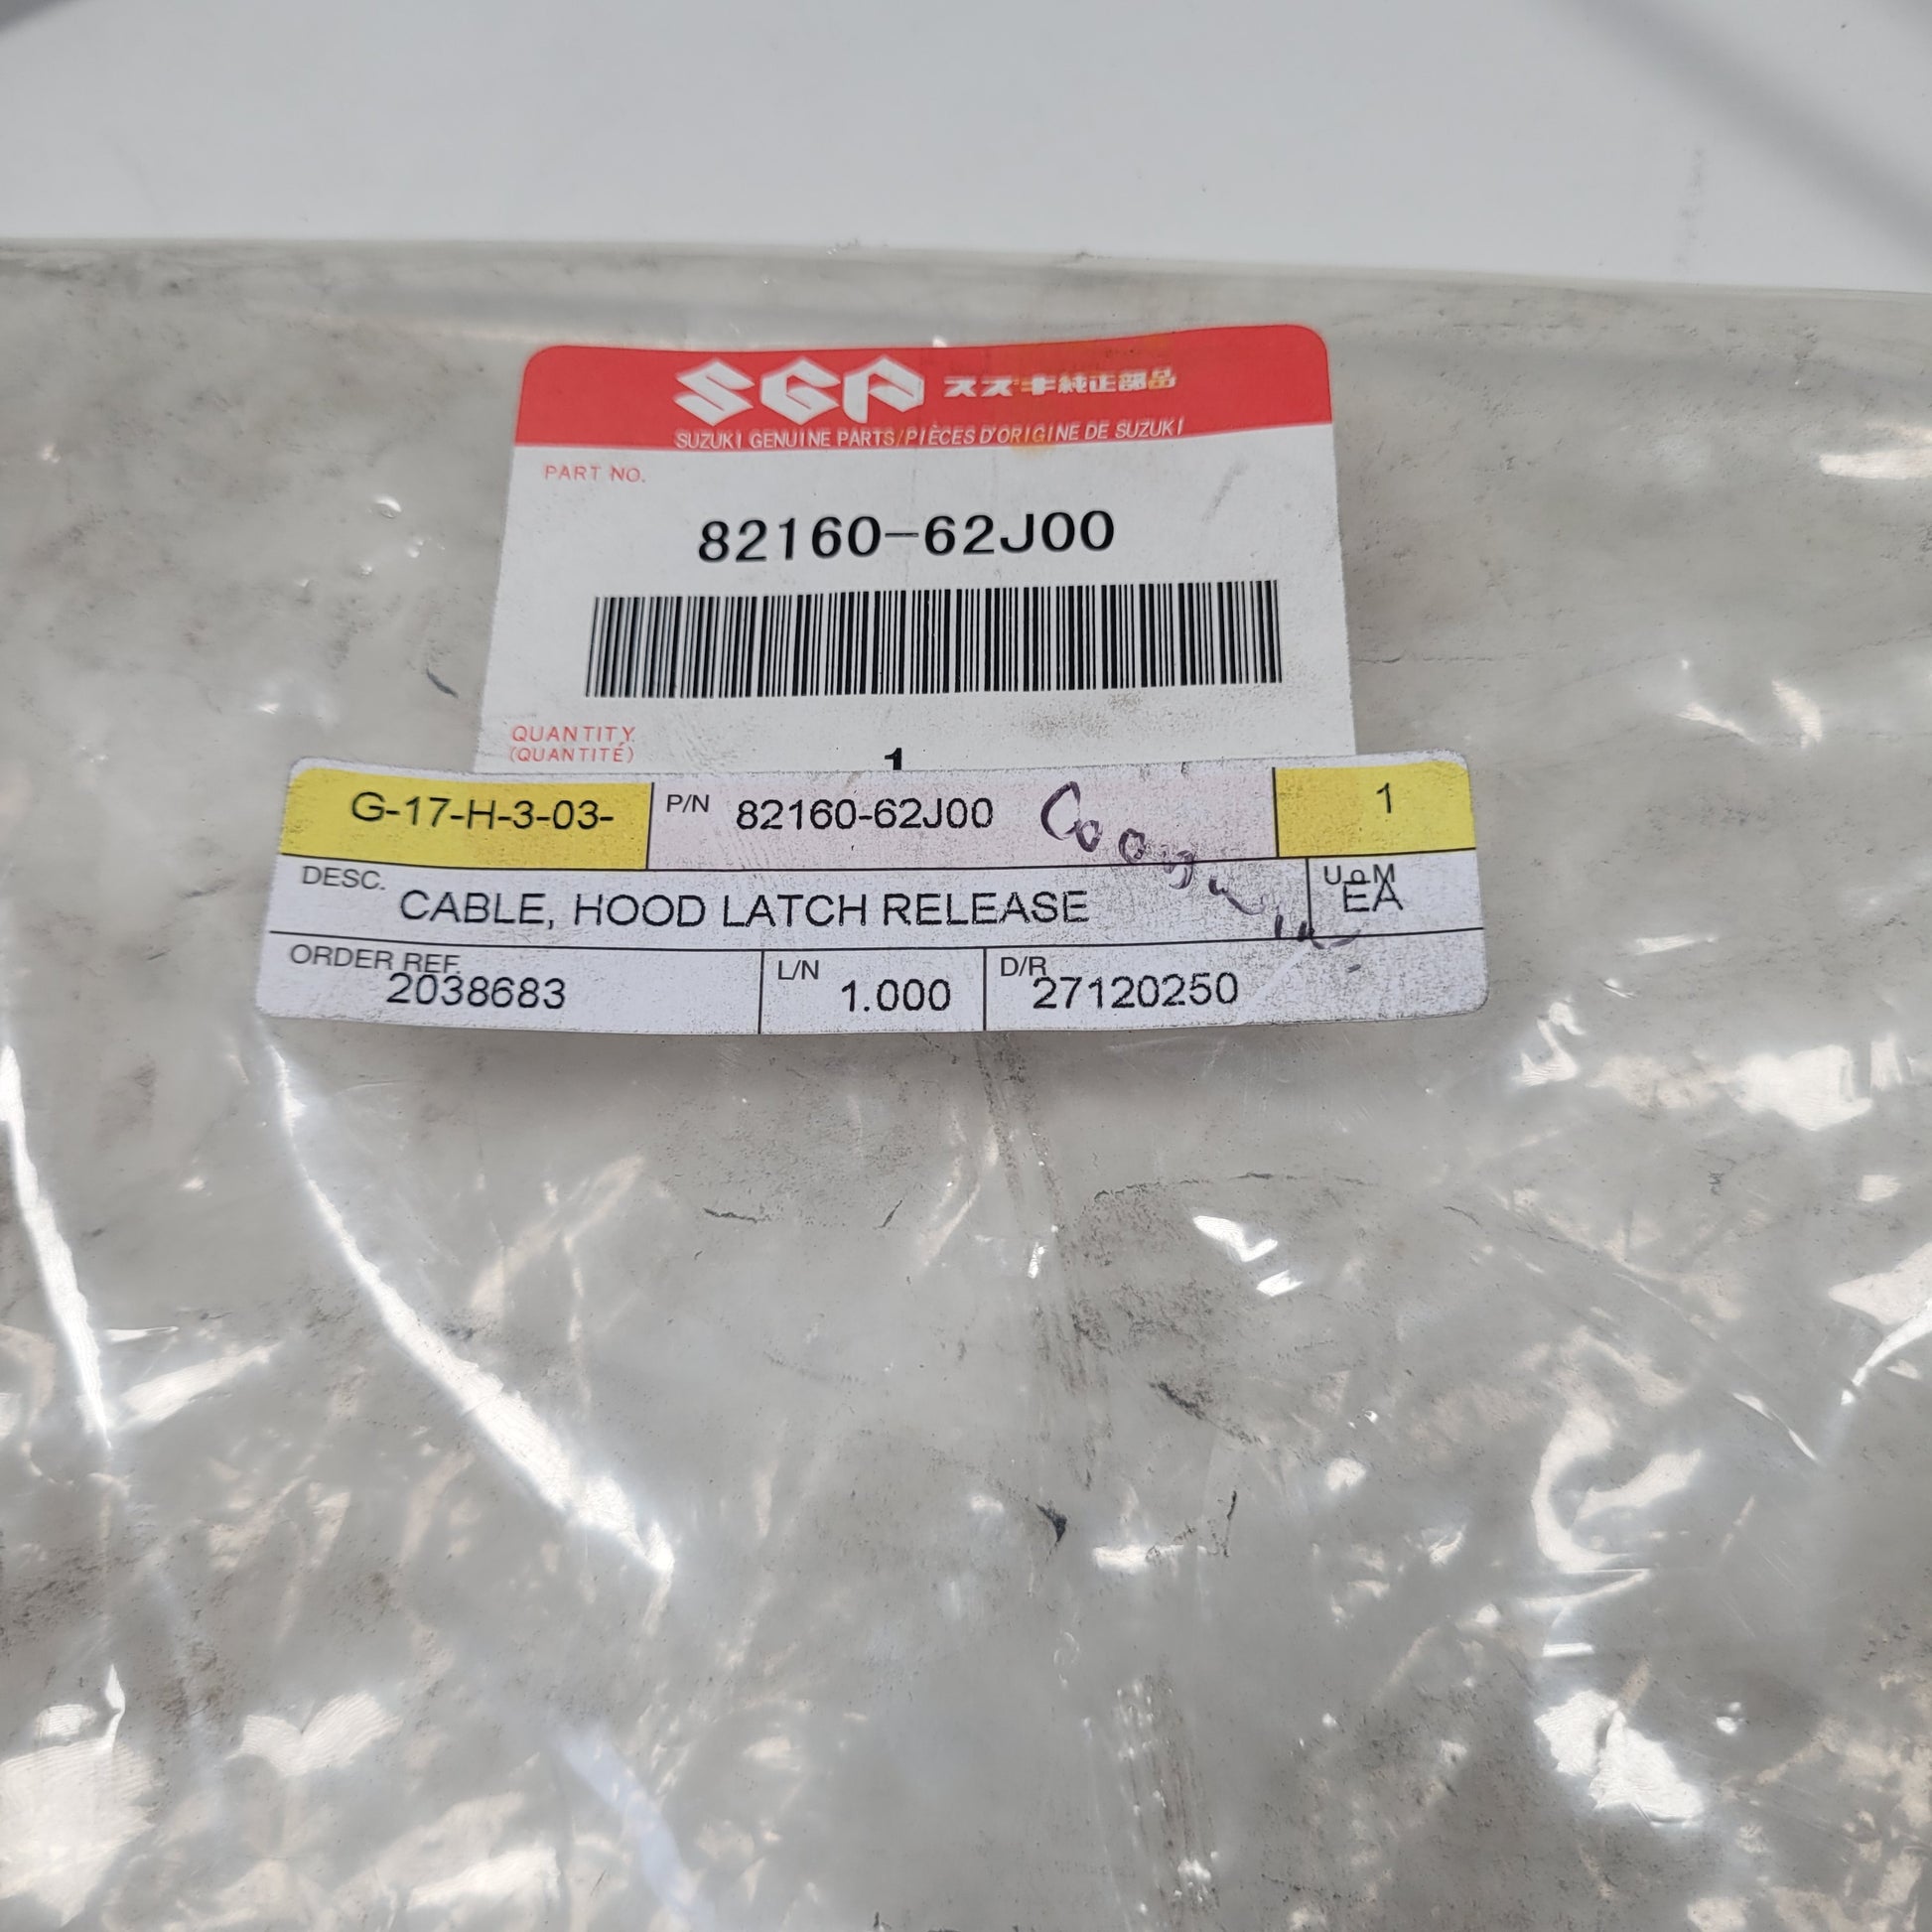 SGP スズキ純正部品
SUZUKI GENUINE PARTS/PIÈCES D'ORIGINE DE SUZUKI
PART NO.
82160-62J00
QUANTITY
(QUANTITÉ)
1
G-17-H-3-03- P/N 82160-62J00 1
DESC. CABLE, HOOD LATCH RELEASE UoM EA
ORDER REF 2038683 L/N 1.000 D/R 27120250